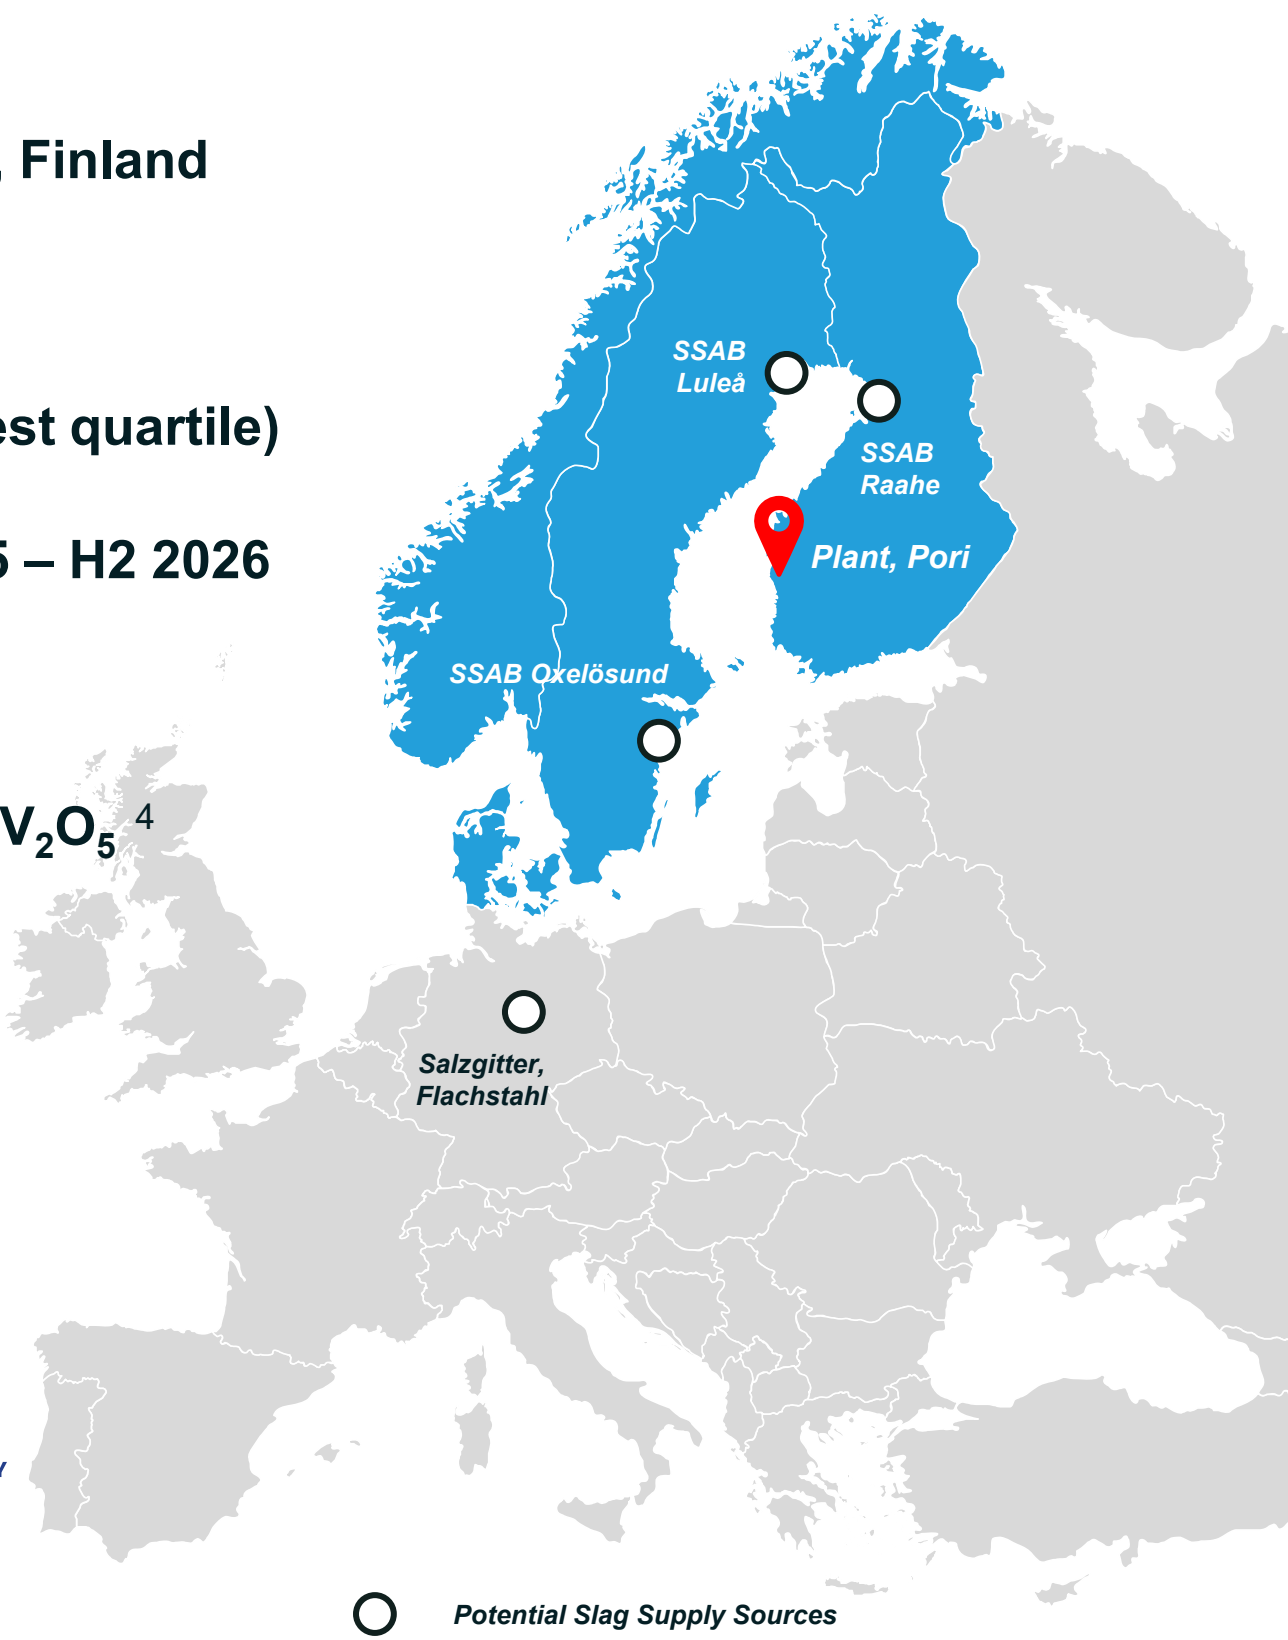 , Finland
est quartile)
5 – H2 2026
V₂O₅ ⁴
SSAB
Luleå
SSAB
Raahe
Plant, Pori
SSAB Oxelösund
Salzgitter,
Flachstahl
Y
Potential Slag Supply Sources